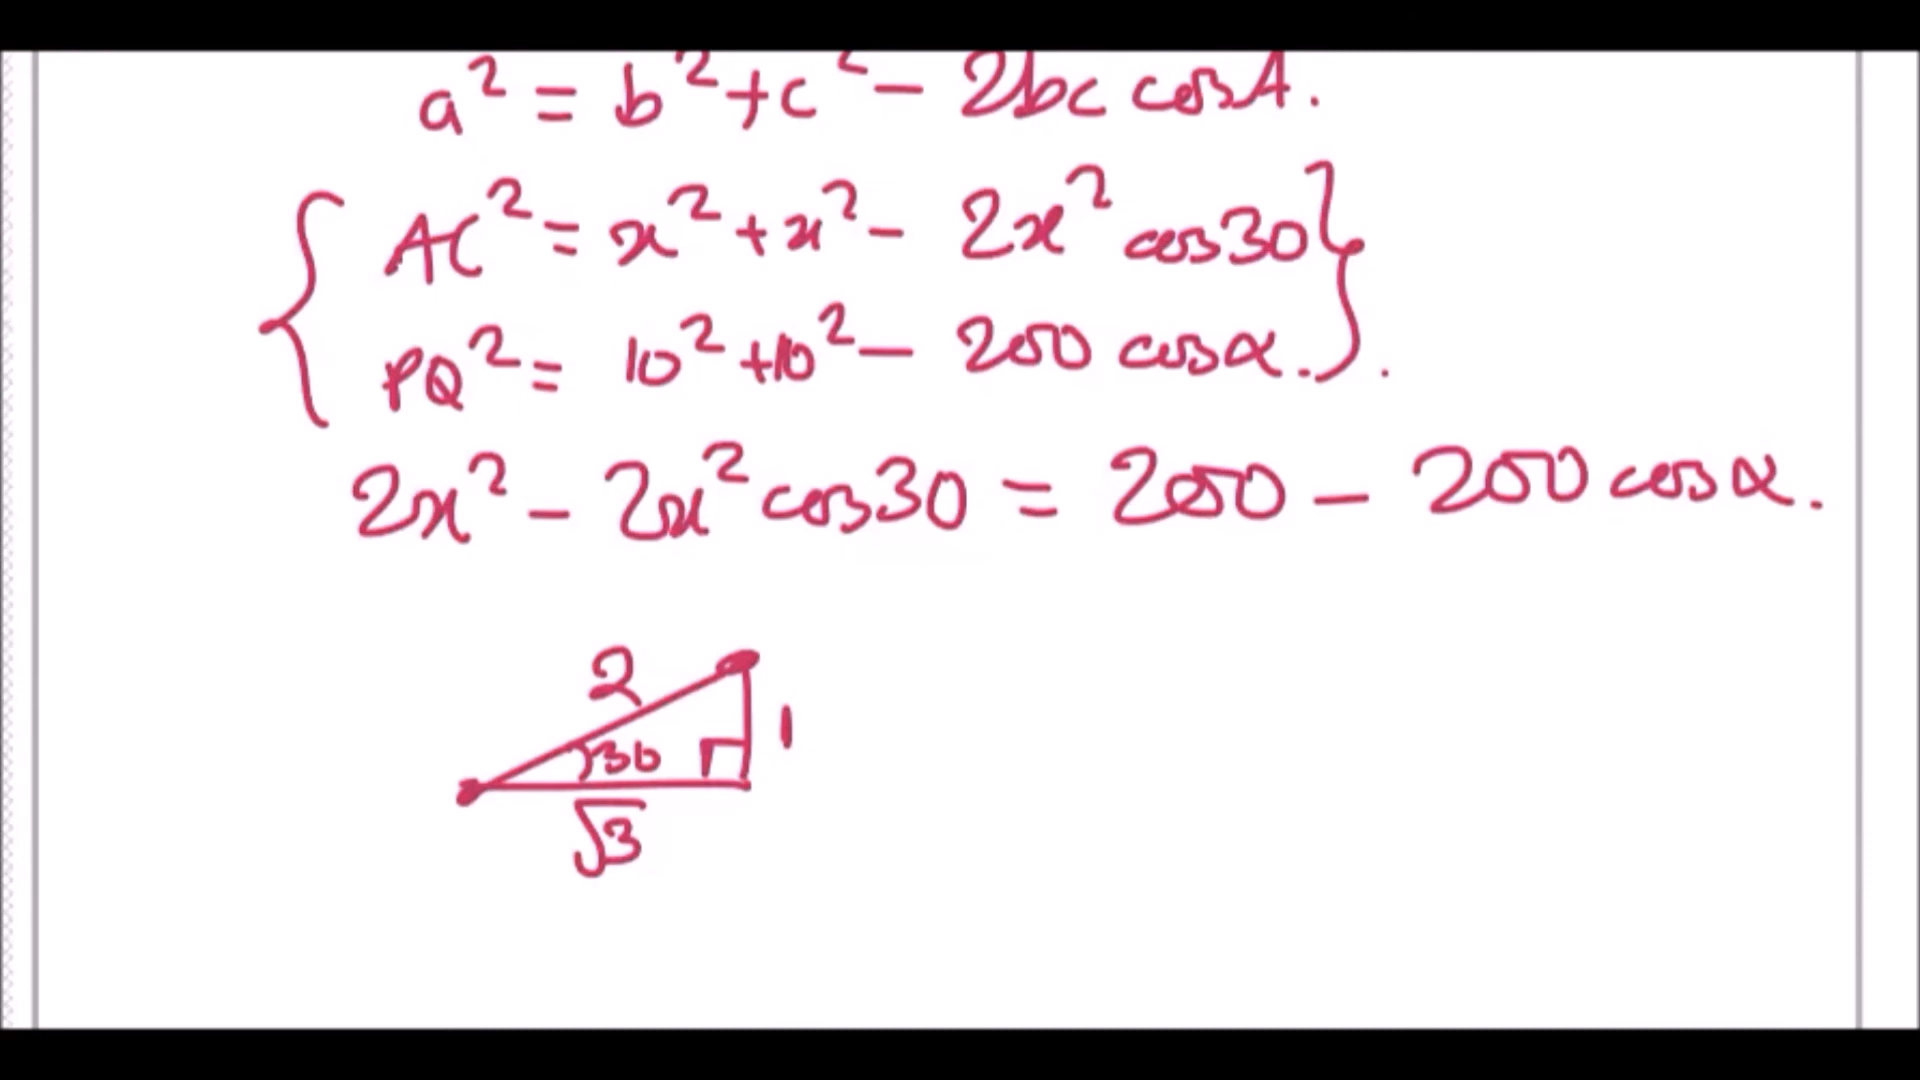 a² = b² + c² - 2bc cosA.
AC² = x² + x² - 2x² cos30
PQ² = 10² + 10² - 200 cosα.
2x² - 2x² cos30 = 200 - 200 cosα.
2
30
1
√3